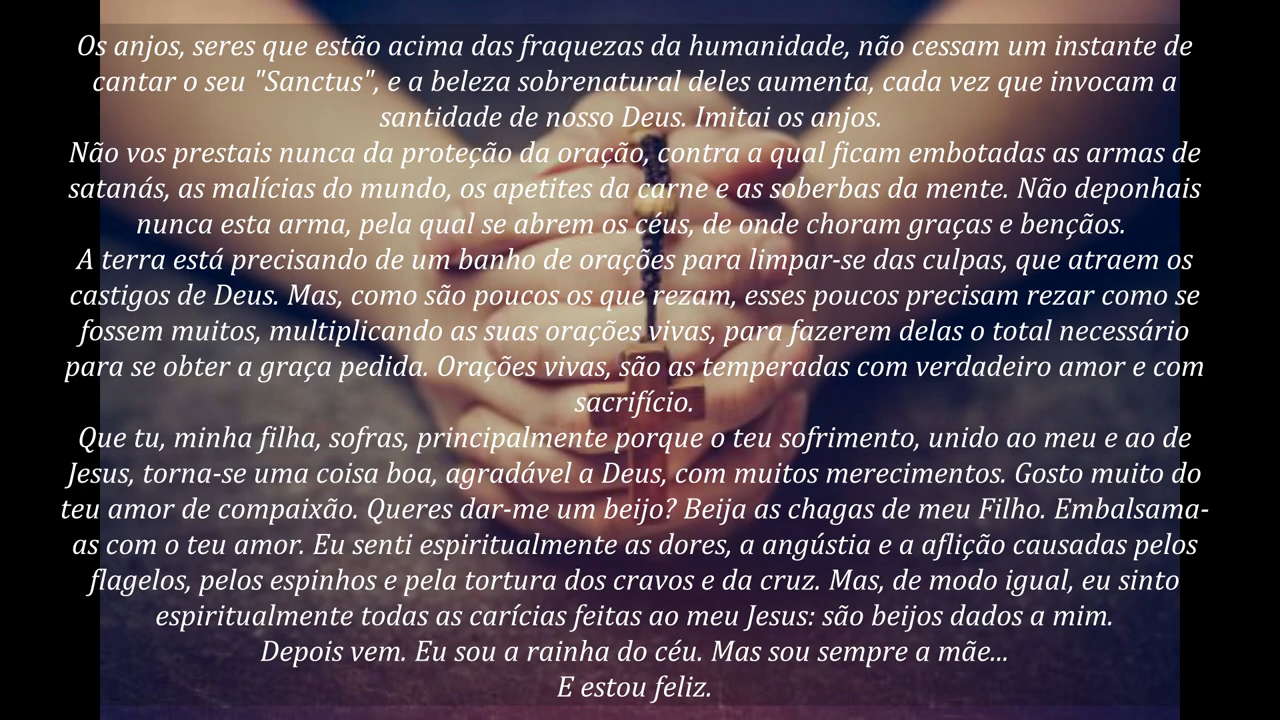 Os anjos, seres que estão acima das fraquezas da humanidade, não cessam um instante de
cantar o seu "Sanctus", e a beleza sobrenatural deles aumenta, cada vez que invocam a
santidade de nosso Deus. Imitai os anjos.
Não vos prestais nunca da proteção da oração, contra a qual ficam embotadas as armas de
satanás, as malícias do mundo, os apetites da carne e as soberbas da mente. Não deponhais
nunca esta arma, pela qual se abrem os céus, de onde choram graças e bençãos.
A terra está precisando de um banho de orações para limpar-se das culpas, que atraem os
castigos de Deus. Mas, como são poucos os que rezam, esses poucos precisam rezar como se
fossem muitos, multiplicando as suas orações vivas, para fazerem delas o total necessário
para se obter a graça pedida. Orações vivas, são as temperadas com verdadeiro amor e com
sacrifício.
Que tu, minha filha, sofras, principalmente porque o teu sofrimento, unido ao meu e ao de
Jesus, torna-se uma coisa boa, agradável a Deus, com muitos merecimentos. Gosto muito do
teu amor de compaixão. Queres dar-me um beijo? Beija as chagas de meu Filho. Embalsama-
as com o teu amor. Eu senti espiritualmente as dores, a angústia e a aflição causadas pelos
flagelos, pelos espinhos e pela tortura dos cravos e da cruz. Mas, de modo igual, eu sinto
espiritualmente todas as carícias feitas ao meu Jesus: são beijos dados a mim.
Depois vem. Eu sou a rainha do céu. Mas sou sempre a mãe...
E estou feliz.